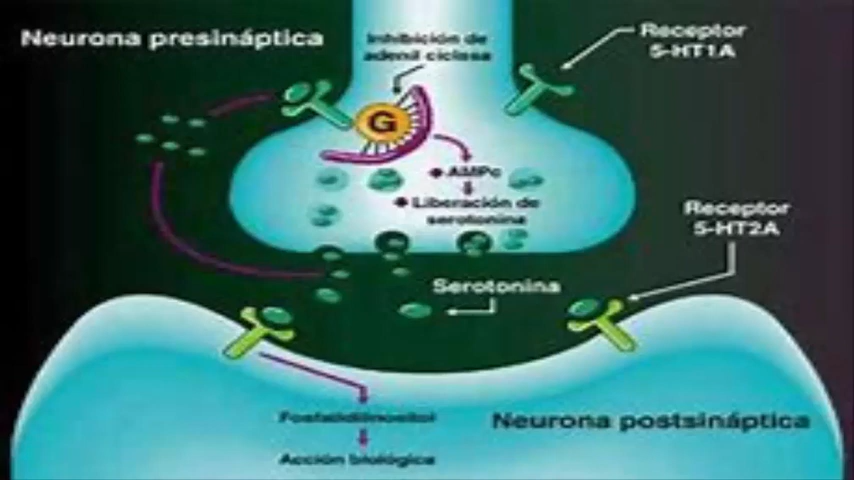 Neurona presináptica
Inhibición de
adenil ciclasa
Receptor
5-HT1A
G
AMPc
Liberación de
serotonina
Receptor
5-HT2A
Serotonina
Fosfatidilinositol
Neurona postsináptica
Acción biológica